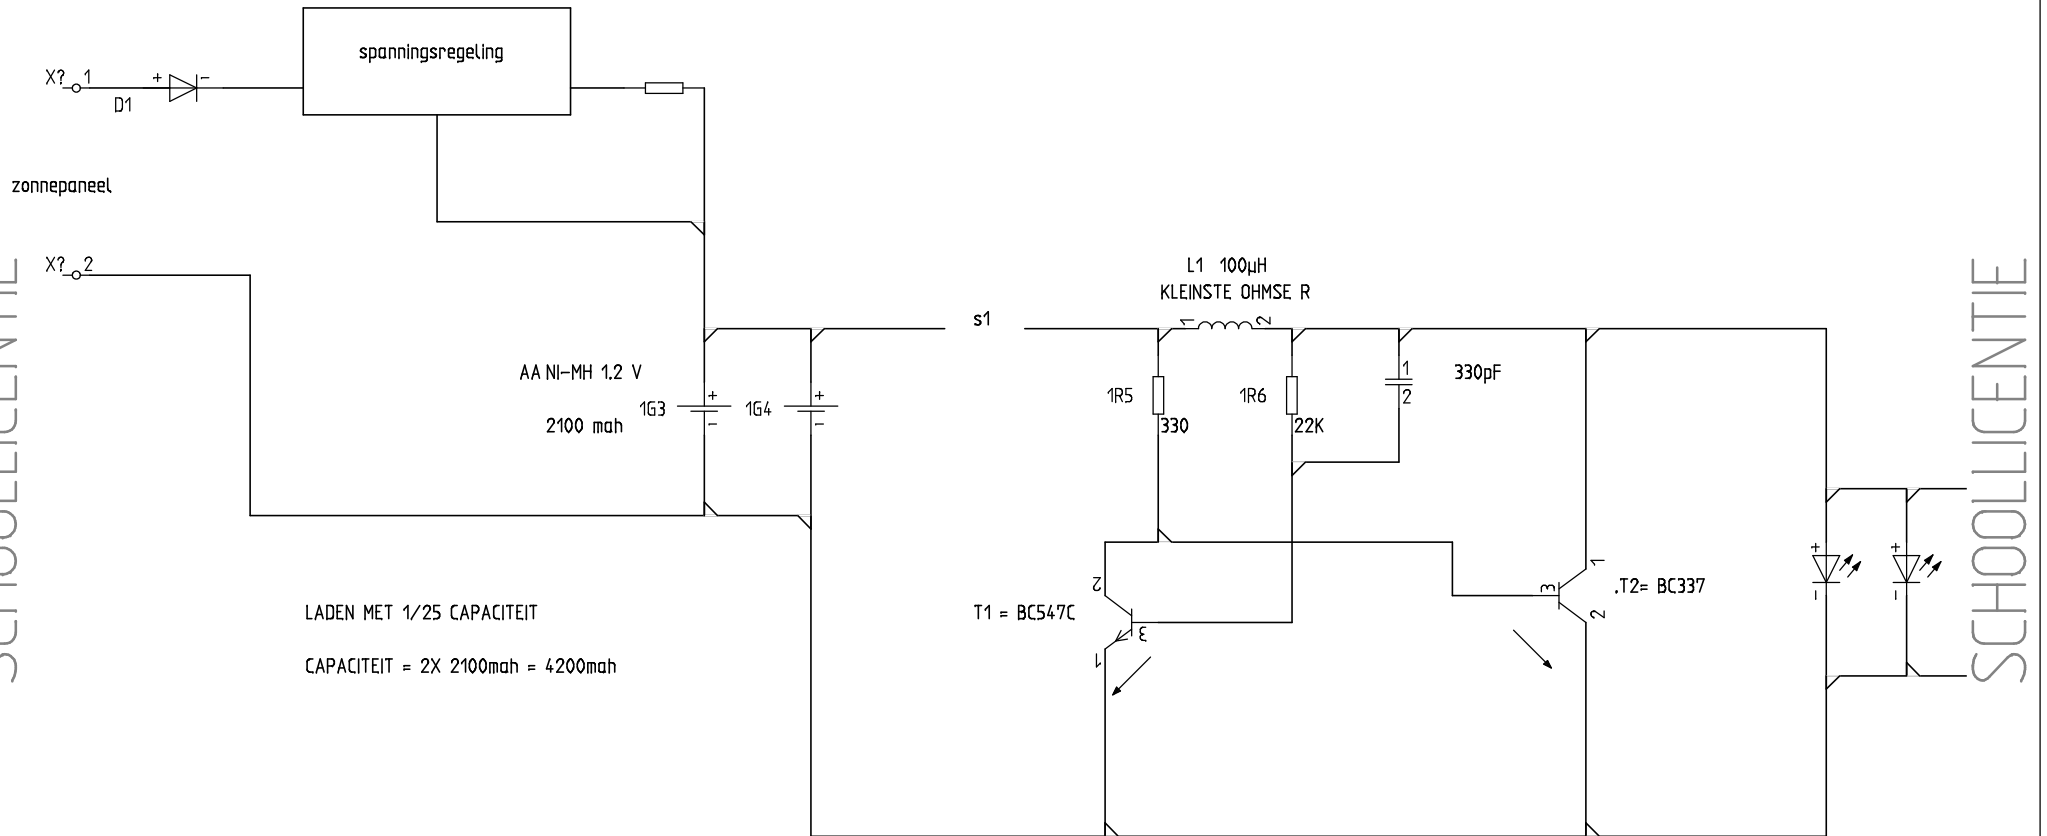 spanningsregeling
X? 1
+ -
D1
zonnepaneel
X? 2
SCHOOLLICENTIE
L1 100µH
KLEINSTE OHMSE R
s1
1 2
AA NI-MH 1.2 V
2100 mah
1G3
+
-
1G4
+
-
1R5
330
1R6
22K
1
2
330pF
LADEN MET 1/25 CAPACITEIT
CAPACITEIT = 2X 2100mah = 4200mah
T1 = BC547C
2
3
1
.T2= BC337
3
1
2
+
-
+
-
SCHOOLLICENTIE